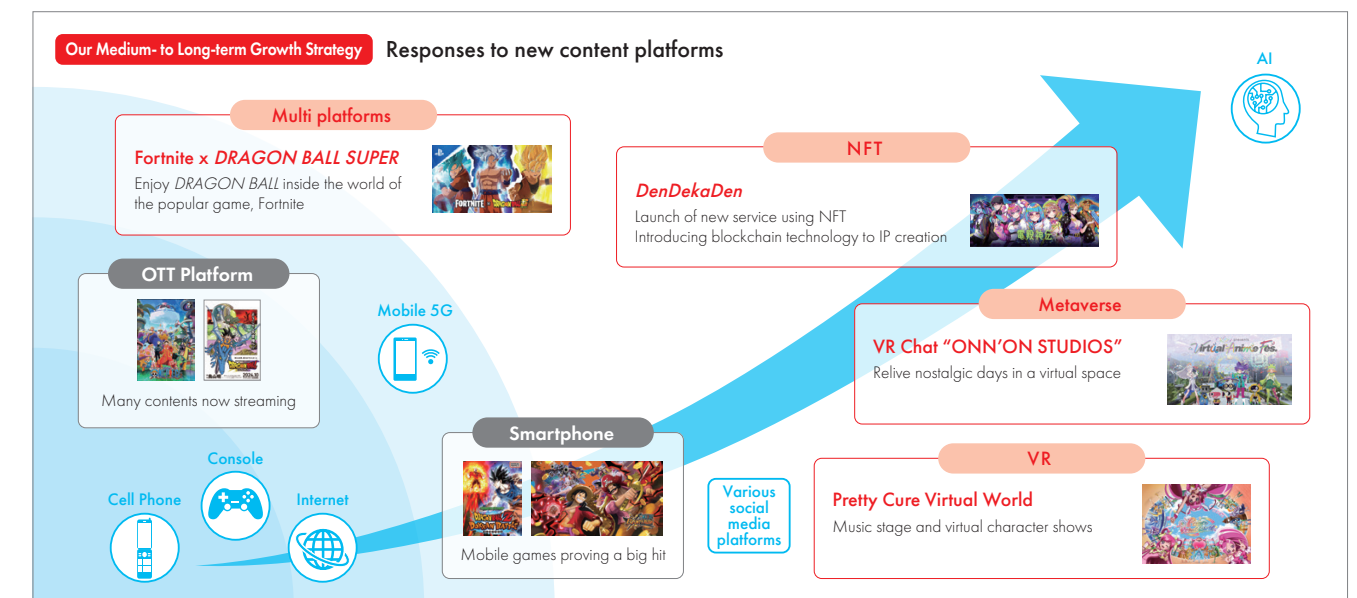 Our Medium- to Long-term Growth Strategy
Responses to new content platforms
AI
Multi platforms
Fortnite x DRAGON BALL SUPER
Enjoy DRAGON BALL inside the world of
the popular game, Fortnite
FORTNITE
NFT
DenDekaDen
Launch of new service using NFT
Introducing blockchain technology to IP creation
OTT Platform
Many contents now streaming
Mobile 5G
Metaverse
VR Chat “ONN’ON STUDIOS”
Relive nostalgic days in a virtual space
Virtual Anime Fes.
Smartphone
Mobile games proving a big hit
Console
Cell Phone
Internet
Various
social
media
platforms
VR
Pretty Cure Virtual World
Music stage and virtual character shows